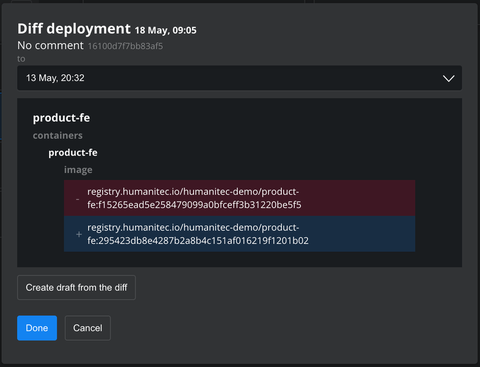 Diff deployment 18 May, 09:05
No comment 16100d7f7bb83af5
to
13 May, 20:32
product-fe
containers
product-fe
image
- registry.humanitec.io/humanitec-demo/product-
fe:f15265ead5e258479099a0bfceff3b31220be5f5
+ registry.humanitec.io/humanitec-demo/product-
fe:295423db8e4287b2a8b4c151af016219f1201b02
Create draft from the diff
Done Cancel